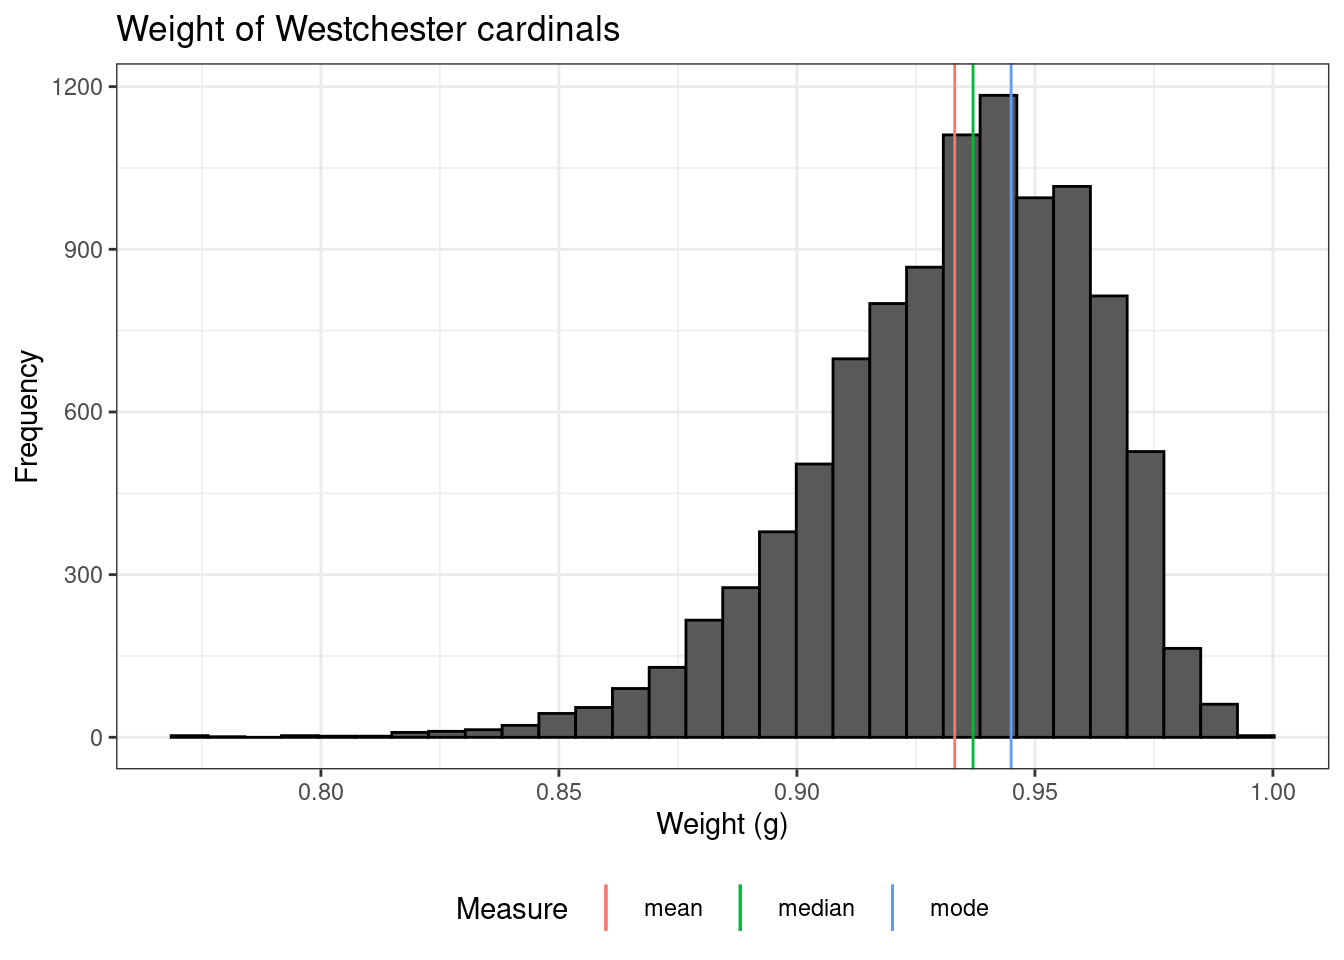 Weight of Westchester cardinals
1200
900
600
300
0
Frequency
0.80 0.85 0.90 0.95 1.00
Weight (g)
Measure mean median mode